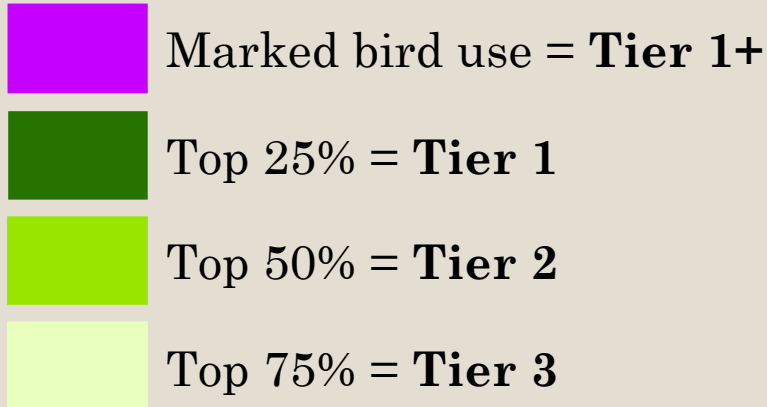 Marked bird use = Tier 1+
Top 25% = Tier 1
Top 50% = Tier 2
Top 75% = Tier 3